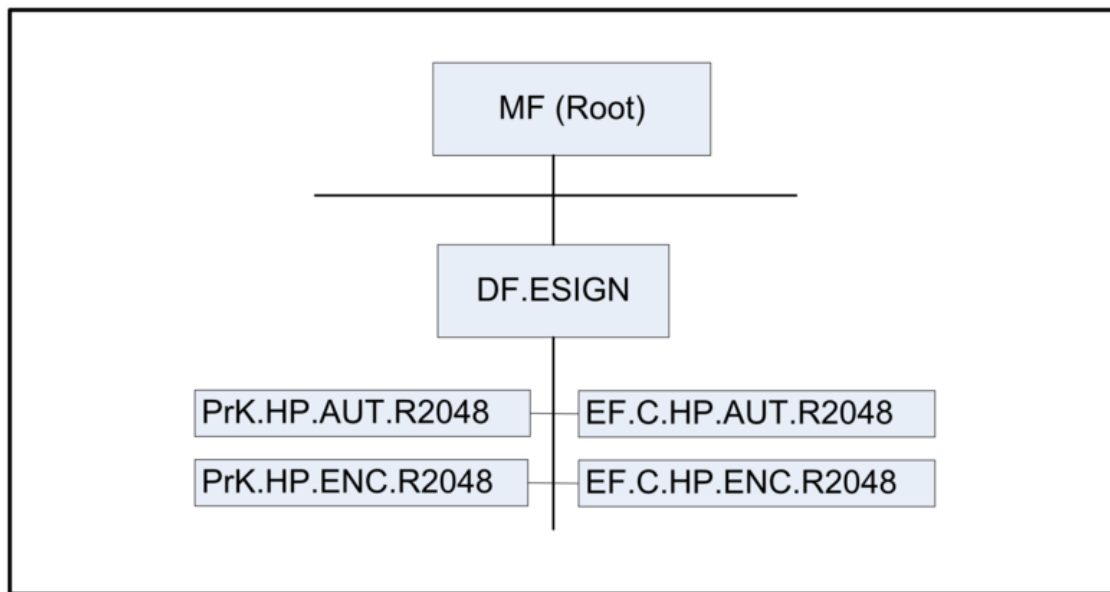 MF (Root)
DF.ESIGN
PrK.HP.AUT.R2048
EF.C.HP.AUT.R2048
PrK.HP.ENC.R2048
EF.C.HP.ENC.R2048